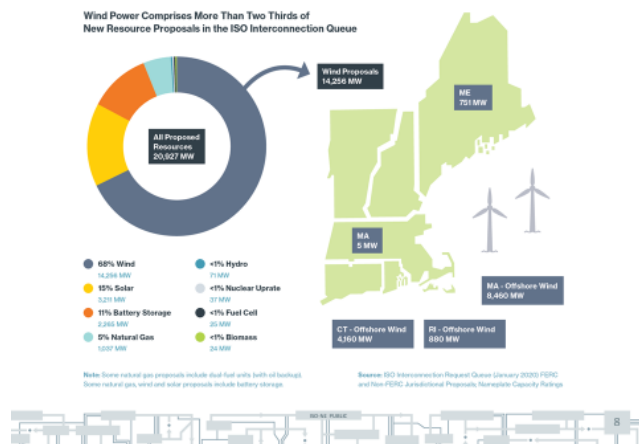 Wind Power Comprises More Than Two Thirds of
New Resource Proposals in the ISO Interconnection Queue
Wind Proposals
14,256 MW
All Proposed
Resources
20,927 MW
ME
751 MW
MA
5 MW
MA - Offshore Wind
8,460 MW
CT - Offshore Wind
4,160 MW
RI - Offshore Wind
880 MW
68% Wind
14,256 MW
15% Solar
3,211 MW
11% Battery Storage
2,265 MW
5% Natural Gas
1,037 MW
<1% Hydro
71 MW
<1% Nuclear Uprate
37 MW
<1% Fuel Cell
25 MW
<1% Biomass
24 MW
Note: Some natural gas proposals include dual-fuel units (with oil backup).
Some natural gas, wind and solar proposals include battery storage.
Source: ISO Interconnection Request Queue (January 2020) FERC
and Non-FERC Jurisdictional Proposals; Nameplate Capacity Ratings
ISO-NE PUBLIC